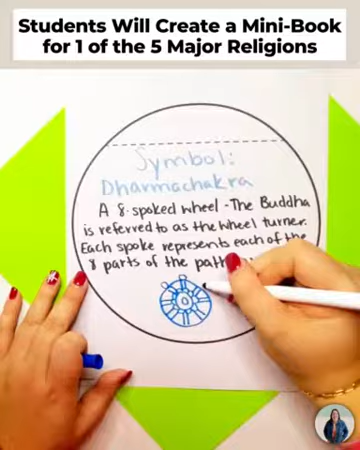 Students Will Create a Mini-Book
for 1 of the 5 Major Religions
Symbol:
Dharmachakra
A 8-spoked wheel - The Buddha
is referred to as the wheel turner.
Each spoke represents each of the
8 parts of the path